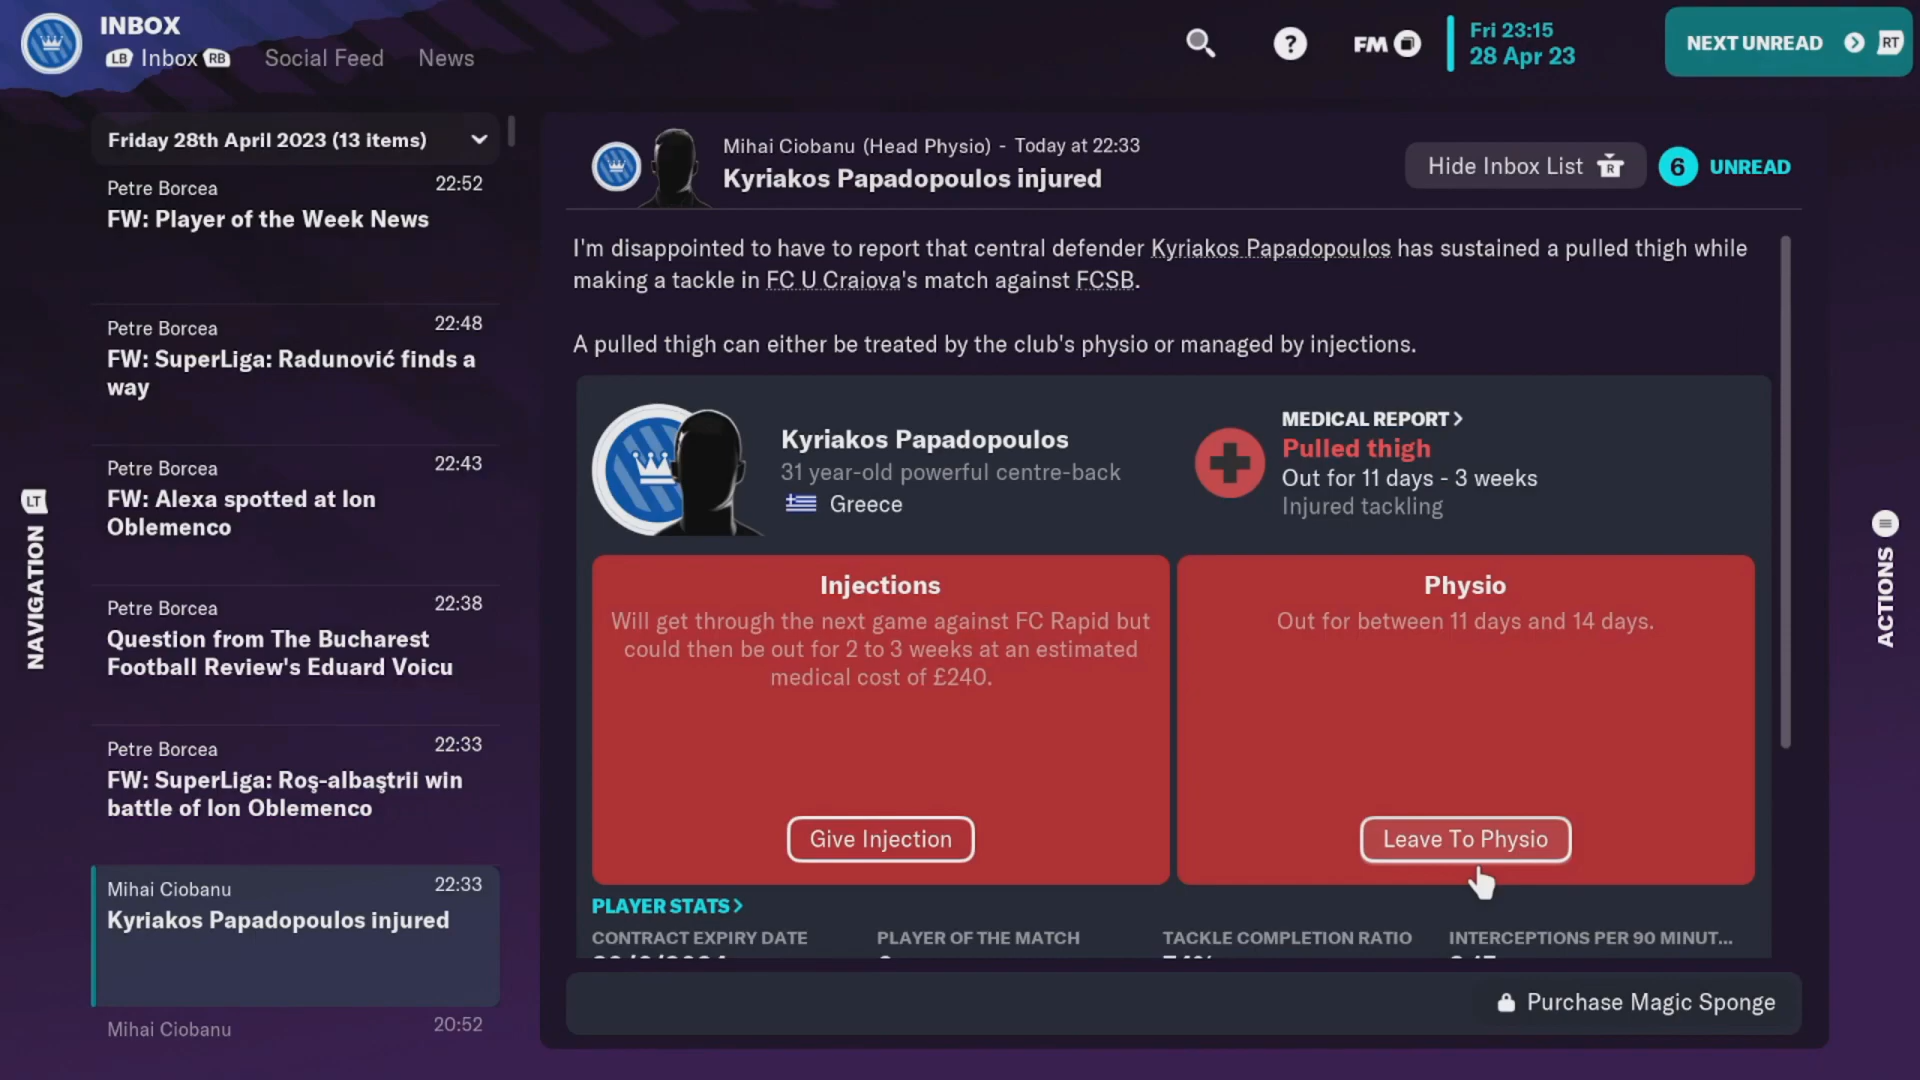 INBOX
LB Inbox RB Social Feed News
FM
Fri 23:15
28 Apr 23
NEXT UNREAD RT
Friday 28th April 2023 (13 items)
Petre Borcea 22:52
FW: Player of the Week News
Petre Borcea 22:48
FW: SuperLiga: Radunović finds a
way
Petre Borcea 22:43
FW: Alexa spotted at Ion
Oblemenco
Petre Borcea 22:38
Question from The Bucharest
Football Review's Eduard Voicu
Petre Borcea 22:33
FW: SuperLiga: Roş-albaştrii win
battle of Ion Oblemenco
Mihai Ciobanu 22:33
Kyriakos Papadopoulos injured
Mihai Ciobanu 20:52
LT
NAVIGATION
Mihai Ciobanu (Head Physio) - Today at 22:33
Kyriakos Papadopoulos injured
Hide Inbox List R
6 UNREAD
I'm disappointed to have to report that central defender Kyriakos Papadopoulos has sustained a pulled thigh while
making a tackle in FC U Craiova's match against FCSB.
A pulled thigh can either be treated by the club's physio or managed by injections.
Kyriakos Papadopoulos
31 year-old powerful centre-back
Greece
MEDICAL REPORT
Pulled thigh
Out for 11 days - 3 weeks
Injured tackling
Injections
Will get through the next game against FC Rapid but
could then be out for 2 to 3 weeks at an estimated
medical cost of £240.
Give Injection
Physio
Out for between 11 days and 14 days.
Leave To Physio
PLAYER STATS
CONTRACT EXPIRY DATE PLAYER OF THE MATCH TACKLE COMPLETION RATIO INTERCEPTIONS PER 90 MINUT...
Purchase Magic Sponge
ACTIONS